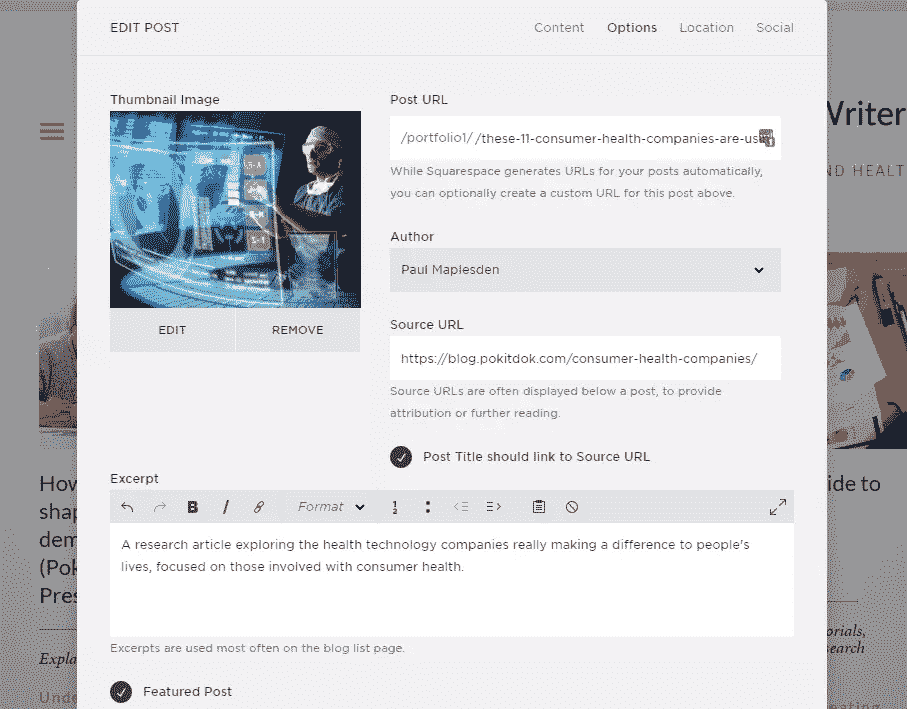 EDIT POST
Content Options Location Social
Thumbnail Image
EDIT REMOVE
Post URL
/portfolio1/ /these-11-consumer-health-companies-are-us
While Squarespace generates URLs for your posts automatically,
you can optionally create a custom URL for this post above.
Author
Paul Maplesden
Source URL
https://blog.pokitdok.com/consumer-health-companies/
Source URLs are often displayed below a post, to provide
attribution or further reading.
Post Title should link to Source URL
Excerpt
B I Format
A research article exploring the health technology companies really making a difference to people's
lives, focused on those involved with consumer health.
Excerpts are used most often on the blog list page.
Featured Post
Writer
ND HEALT
How
shap
dem
(Pok
Pres
Expla
Unde
ide to
orials,
search
eating